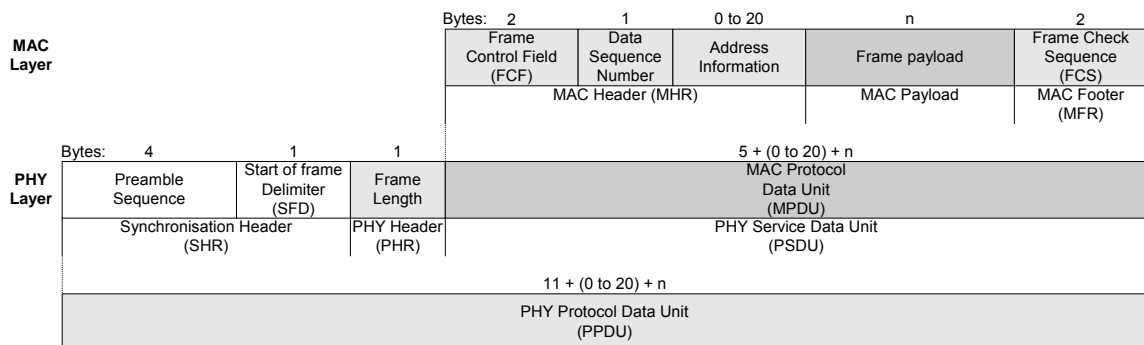 Bytes: 2 1 0 to 20 n 2
MAC
Layer
Frame
Control Field
(FCF)
Data
Sequence
Number
Address
Information
Frame payload
Frame Check
Sequence
(FCS)
MAC Header (MHR)
MAC Payload
MAC Footer
(MFR)
Bytes: 4 1 1 5 + (0 to 20) + n
PHY
Layer
Preamble
Sequence
Start of frame
Delimiter
(SFD)
Frame
Length
MAC Protocol
Data Unit
(MPDU)
Synchronisation Header
(SHR)
PHY Header
(PHR)
PHY Service Data Unit
(PSDU)
11 + (0 to 20) + n
PHY Protocol Data Unit
(PPDU)